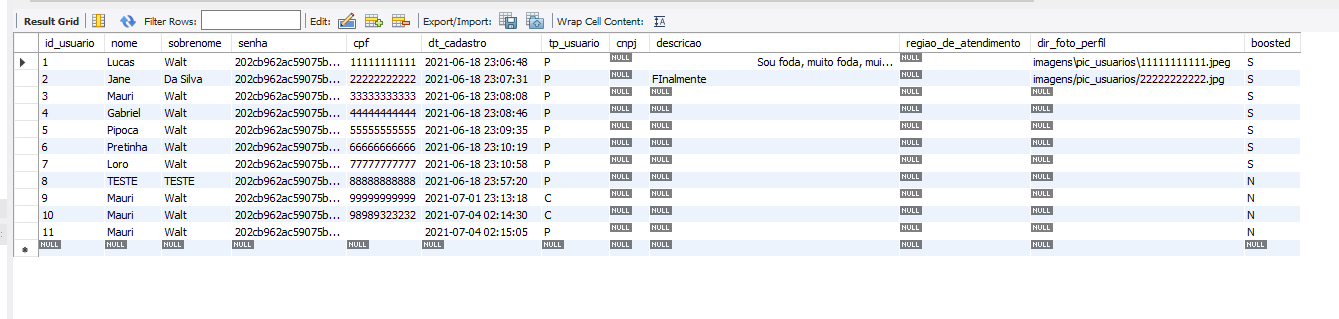 Result Grid Filter Rows: Edit: Export/Import: Wrap Cell Content:
id_usuario nome sobrenome senha cpf dt_cadastro tp_usuario cnpj descricao regiao_de_atendimento dir_foto_perfil boosted
1 Lucas Walt 202cb962ac59075b... 11111111111 2021-06-18 23:06:48 P NULL Sou foda, muito foda, mui... NULL imagens\pic_usuarios\11111111111.jpeg S
2 Jane Da Silva 202cb962ac59075b... 22222222222 2021-06-18 23:07:31 P NULL FInalmente NULL imagens/pic_usuarios/22222222222.jpg S
3 Mauri Walt 202cb962ac59075b... 33333333333 2021-06-18 23:08:08 P NULL NULL NULL NULL S
4 Gabriel Walt 202cb962ac59075b... 44444444444 2021-06-18 23:08:46 P NULL NULL NULL NULL S
5 Pipoca Walt 202cb962ac59075b... 55555555555 2021-06-18 23:09:35 P NULL NULL NULL NULL S
6 Pretinha Walt 202cb962ac59075b... 66666666666 2021-06-18 23:10:19 P NULL NULL NULL NULL S
7 Loro Walt 202cb962ac59075b... 77777777777 2021-06-18 23:10:58 P NULL NULL NULL NULL S
8 TESTE TESTE 202cb962ac59075b... 88888888888 2021-06-18 23:57:20 P NULL NULL NULL NULL N
9 Mauri Walt 202cb962ac59075b... 99999999999 2021-07-01 23:13:18 C NULL NULL NULL NULL N
10 Mauri Walt 202cb962ac59075b... 98989323232 2021-07-04 02:14:30 C NULL NULL NULL NULL N
11 Mauri Walt 202cb962ac59075b... 2021-07-04 02:15:05 P NULL NULL NULL NULL N
NULL NULL NULL NULL NULL NULL NULL NULL NULL NULL NULL NULL